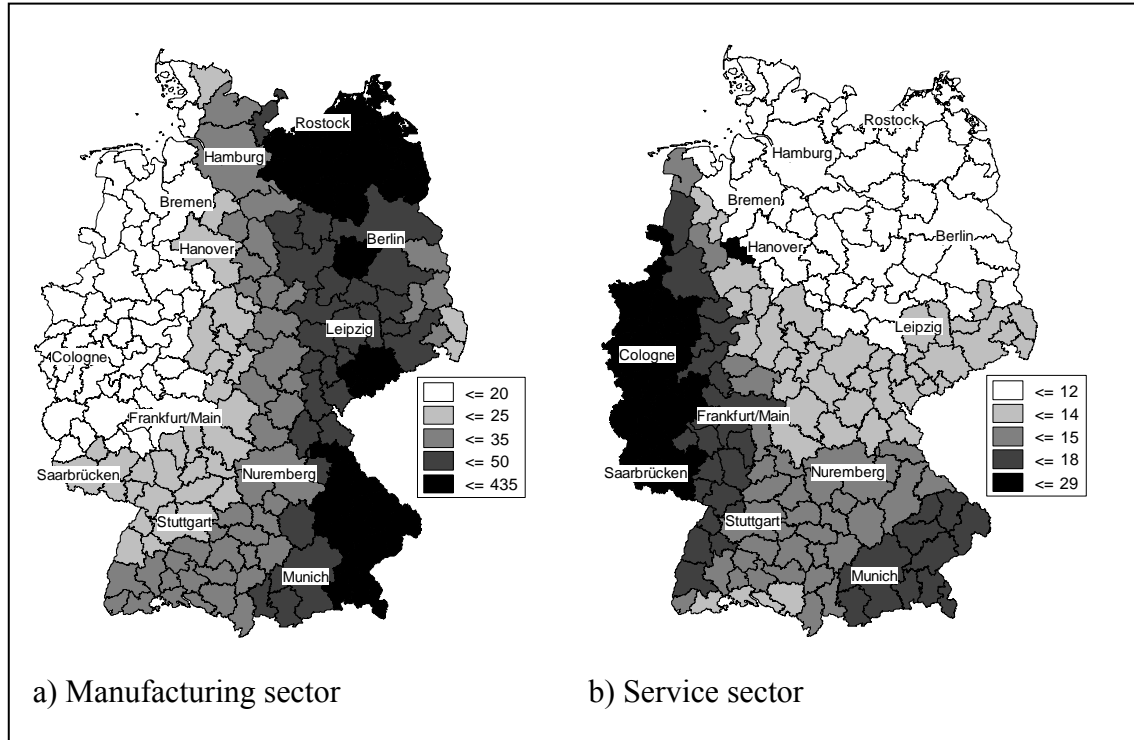 Rostock
Hamburg
Bremen
Hanover
Berlin
Leipzig
Cologne
Frankfurt/Main
Saarbrücken
Nuremberg
Stuttgart
Munich
<= 20
<= 25
<= 35
<= 50
<= 435
a) Manufacturing sector
Rostock
Hamburg
Bremen
Hanover
Berlin
Leipzig
Cologne
Frankfurt/Main
Saarbrücken
Nuremberg
Stuttgart
Munich
<= 12
<= 14
<= 15
<= 18
<= 29
b) Service sector